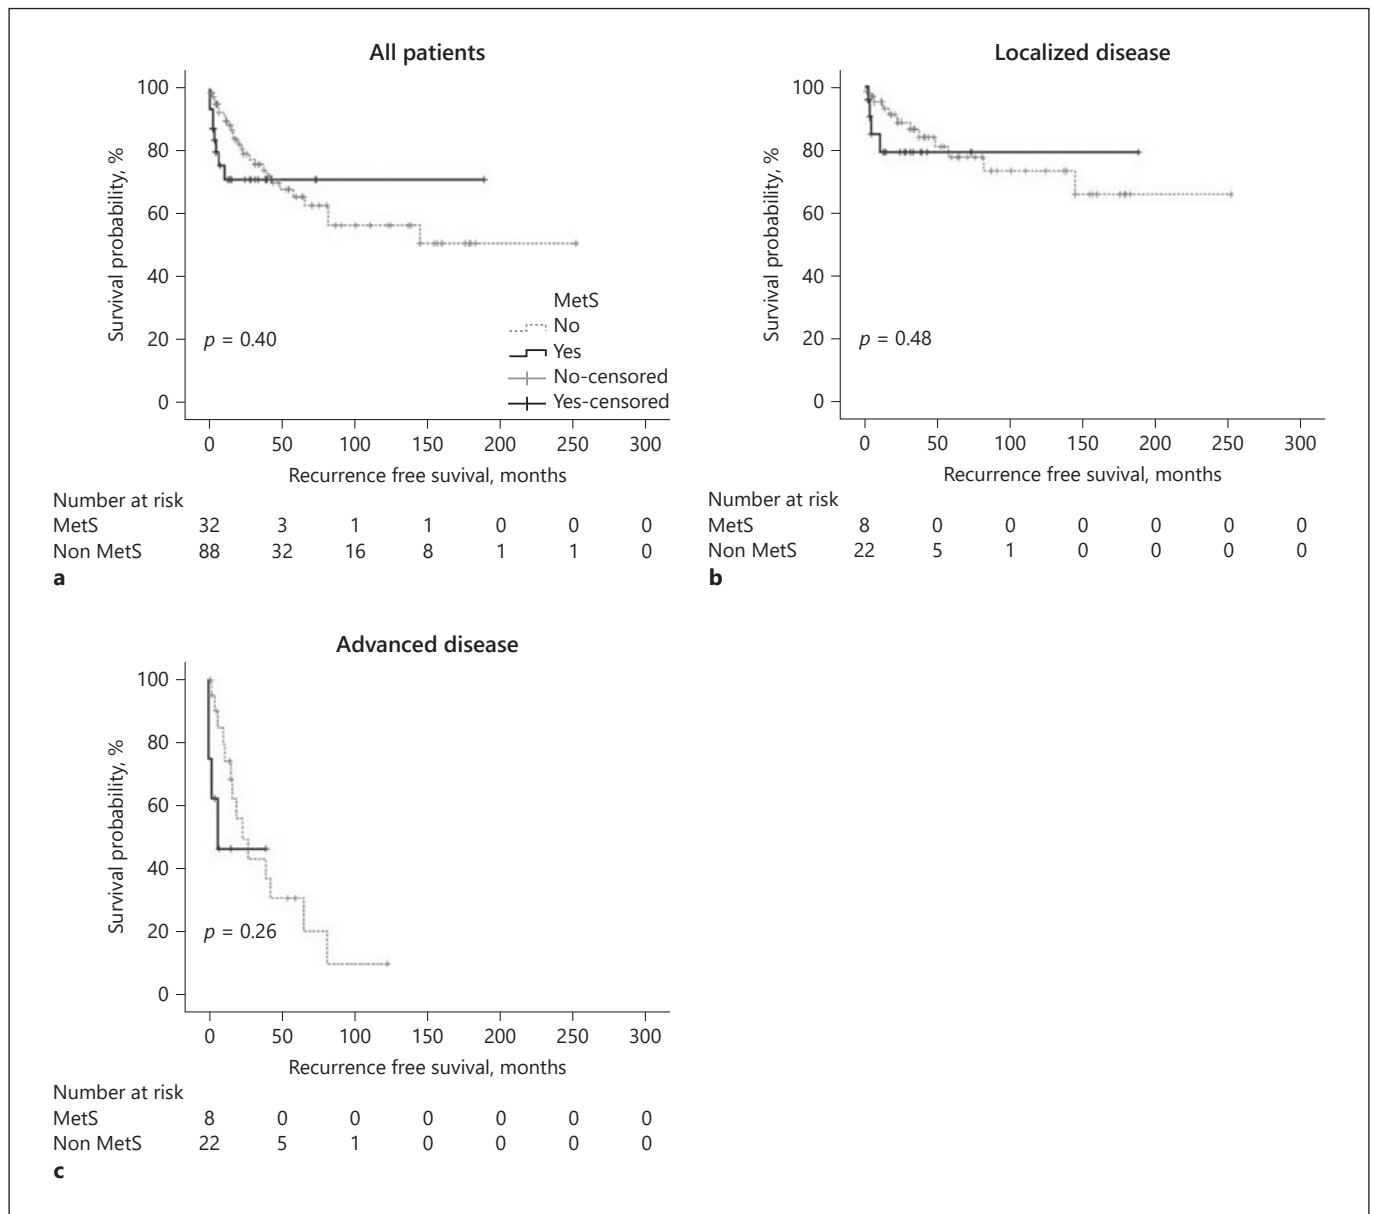 All patients
100
80
60
40
20
0
Survival probability, %
p = 0.40
MetS
No
Yes
No-censored
Yes-censored
0 50 100 150 200 250 300
Recurrence free suvival, months
Number at risk
MetS 32 3 1 1 0 0 0
Non MetS 88 32 16 8 1 1 0
a
Localized disease
100
80
60
40
20
0
Survival probability, %
p = 0.48
0 50 100 150 200 250 300
Recurrence free suvival, months
Number at risk
MetS 8 0 0 0 0 0 0
Non MetS 22 5 1 0 0 0 0
b
Advanced disease
100
80
60
40
20
0
Survival probability, %
p = 0.26
0 50 100 150 200 250 300
Recurrence free suvival, months
Number at risk
MetS 8 0 0 0 0 0 0
Non MetS 22 5 1 0 0 0 0
c